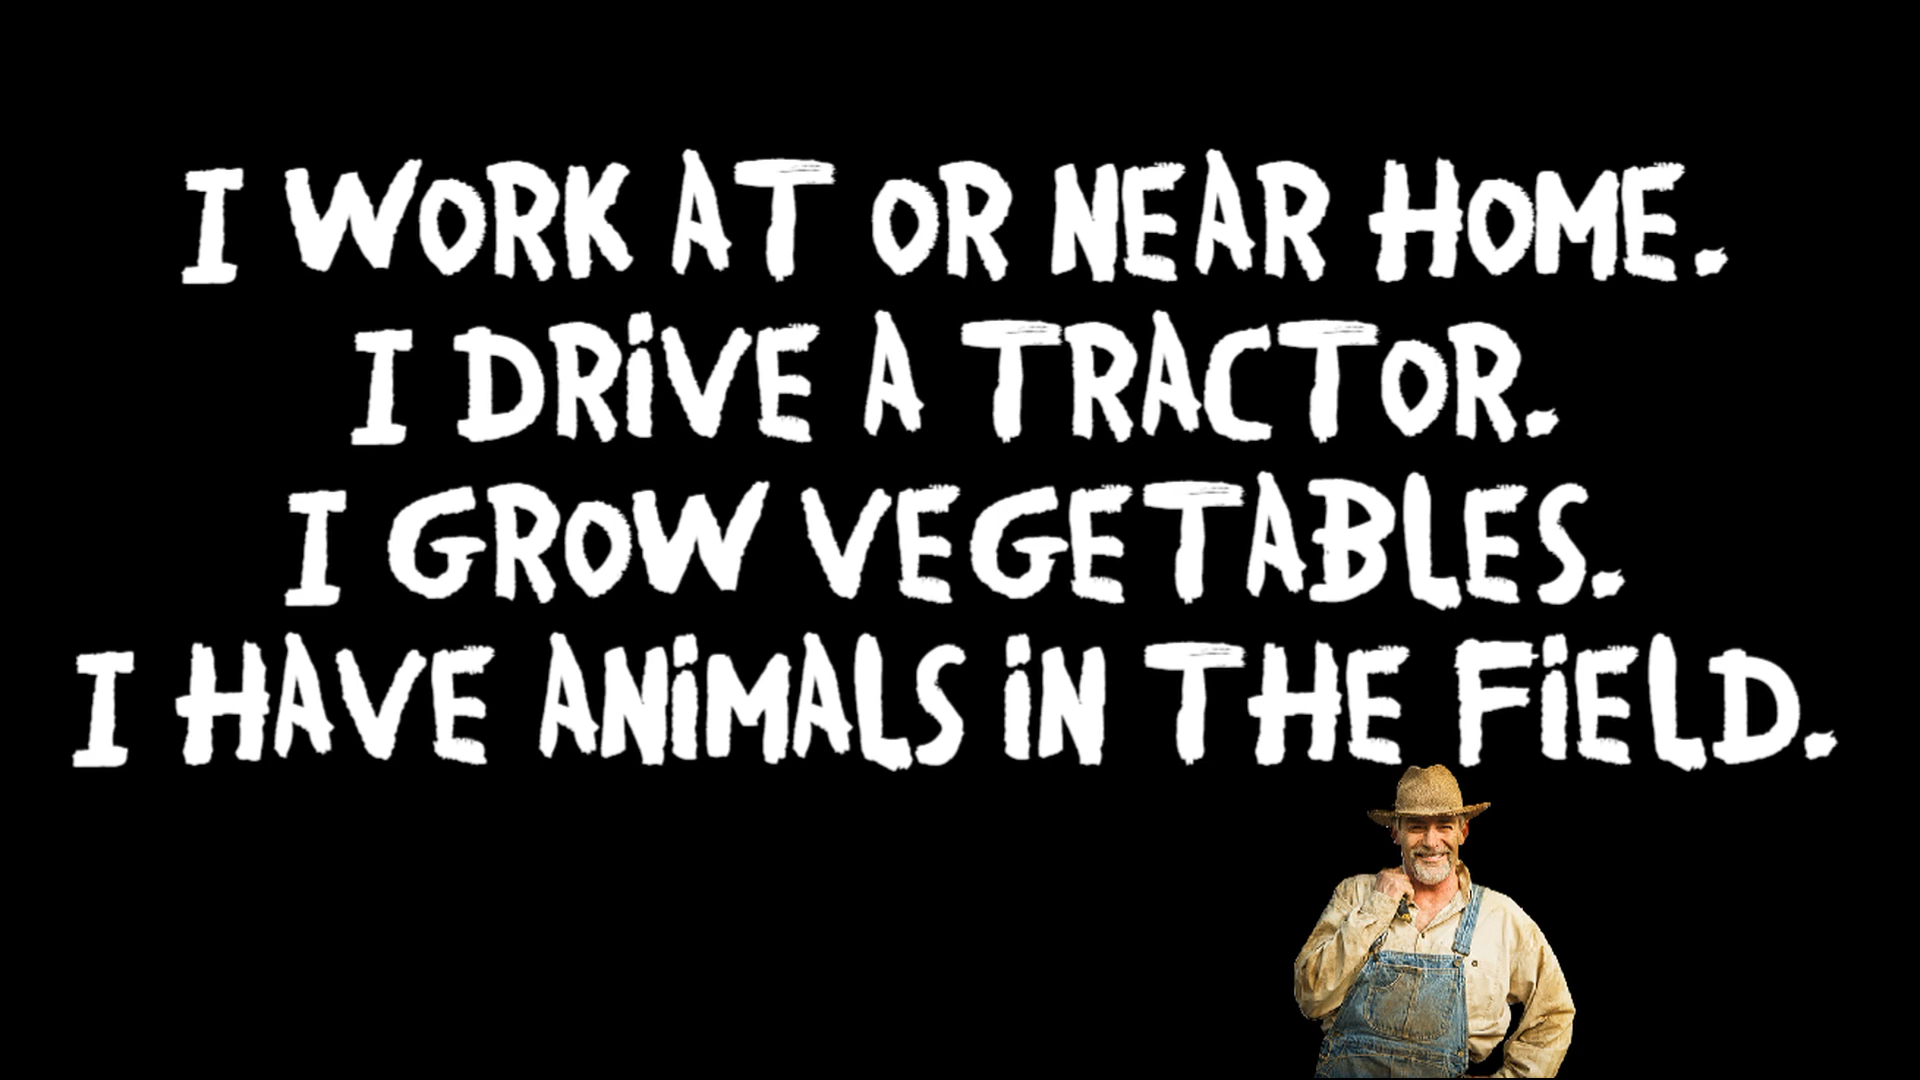 I WORK AT OR NEAR HOME.
I DRIVE A TRACTOR.
I GROW VEGETABLES.
I HAVE ANIMALS IN THE FIELD.